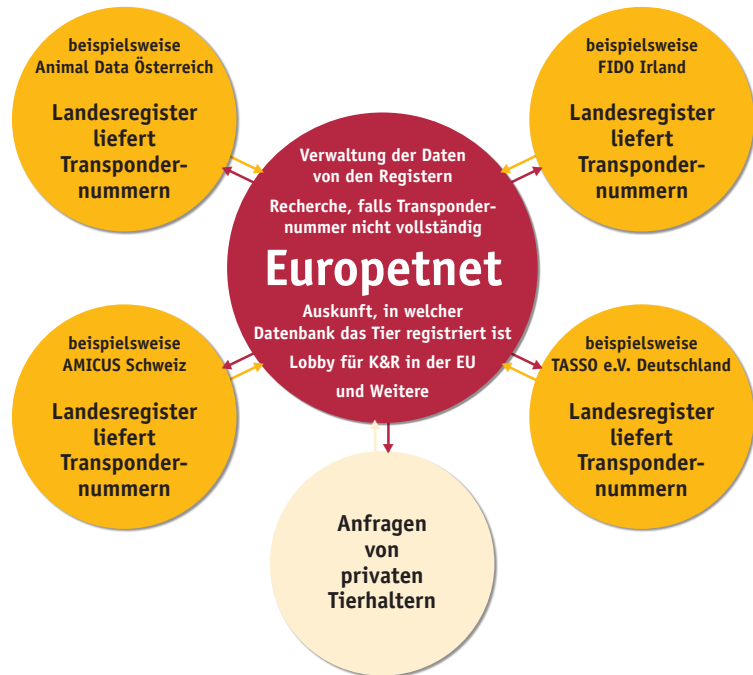 beispielsweise
Animal Data Österreich
Landesregister
liefert
Transponder-
nummern
beispielsweise
FIDO Irland
Landesregister
liefert
Transponder-
nummern
Verwaltung der Daten
von den Registern
Recherche, falls Transponder-
nummer nicht vollständig
Europetnet
Auskunft, in welcher
Datenbank das Tier registriert ist
Lobby für K&R in der EU
und Weitere
beispielsweise
AMICUS Schweiz
Landesregister
liefert
Transponder-
nummern
beispielsweise
TASSO e.V. Deutschland
Landesregister
liefert
Transponder-
nummern
Anfragen
von
privaten
Tierhaltern